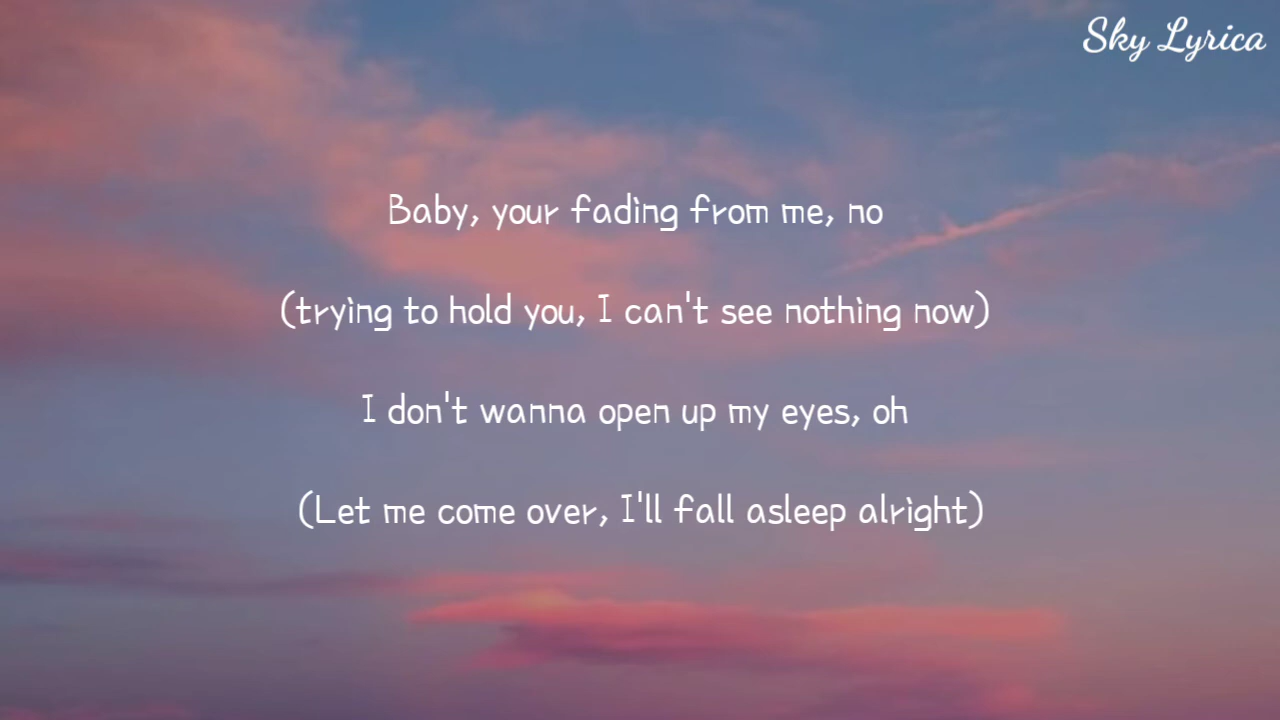 Sky Lyrica
Baby, your fading from me, no
(trying to hold you, I can't see nothing now)
I don't wanna open up my eyes, oh
(Let me come over, I'll fall asleep alright)